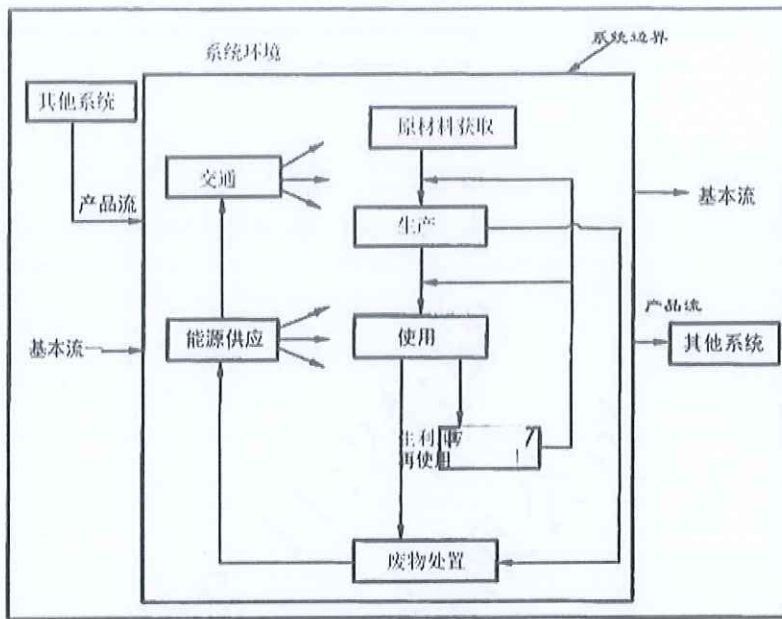 系统环境
系统边界
其他系统
原材料获取
交通
产品流
基本流
生产
产品流
基本流
能源供应
使用
其他系统
生利
再使用
废物处置